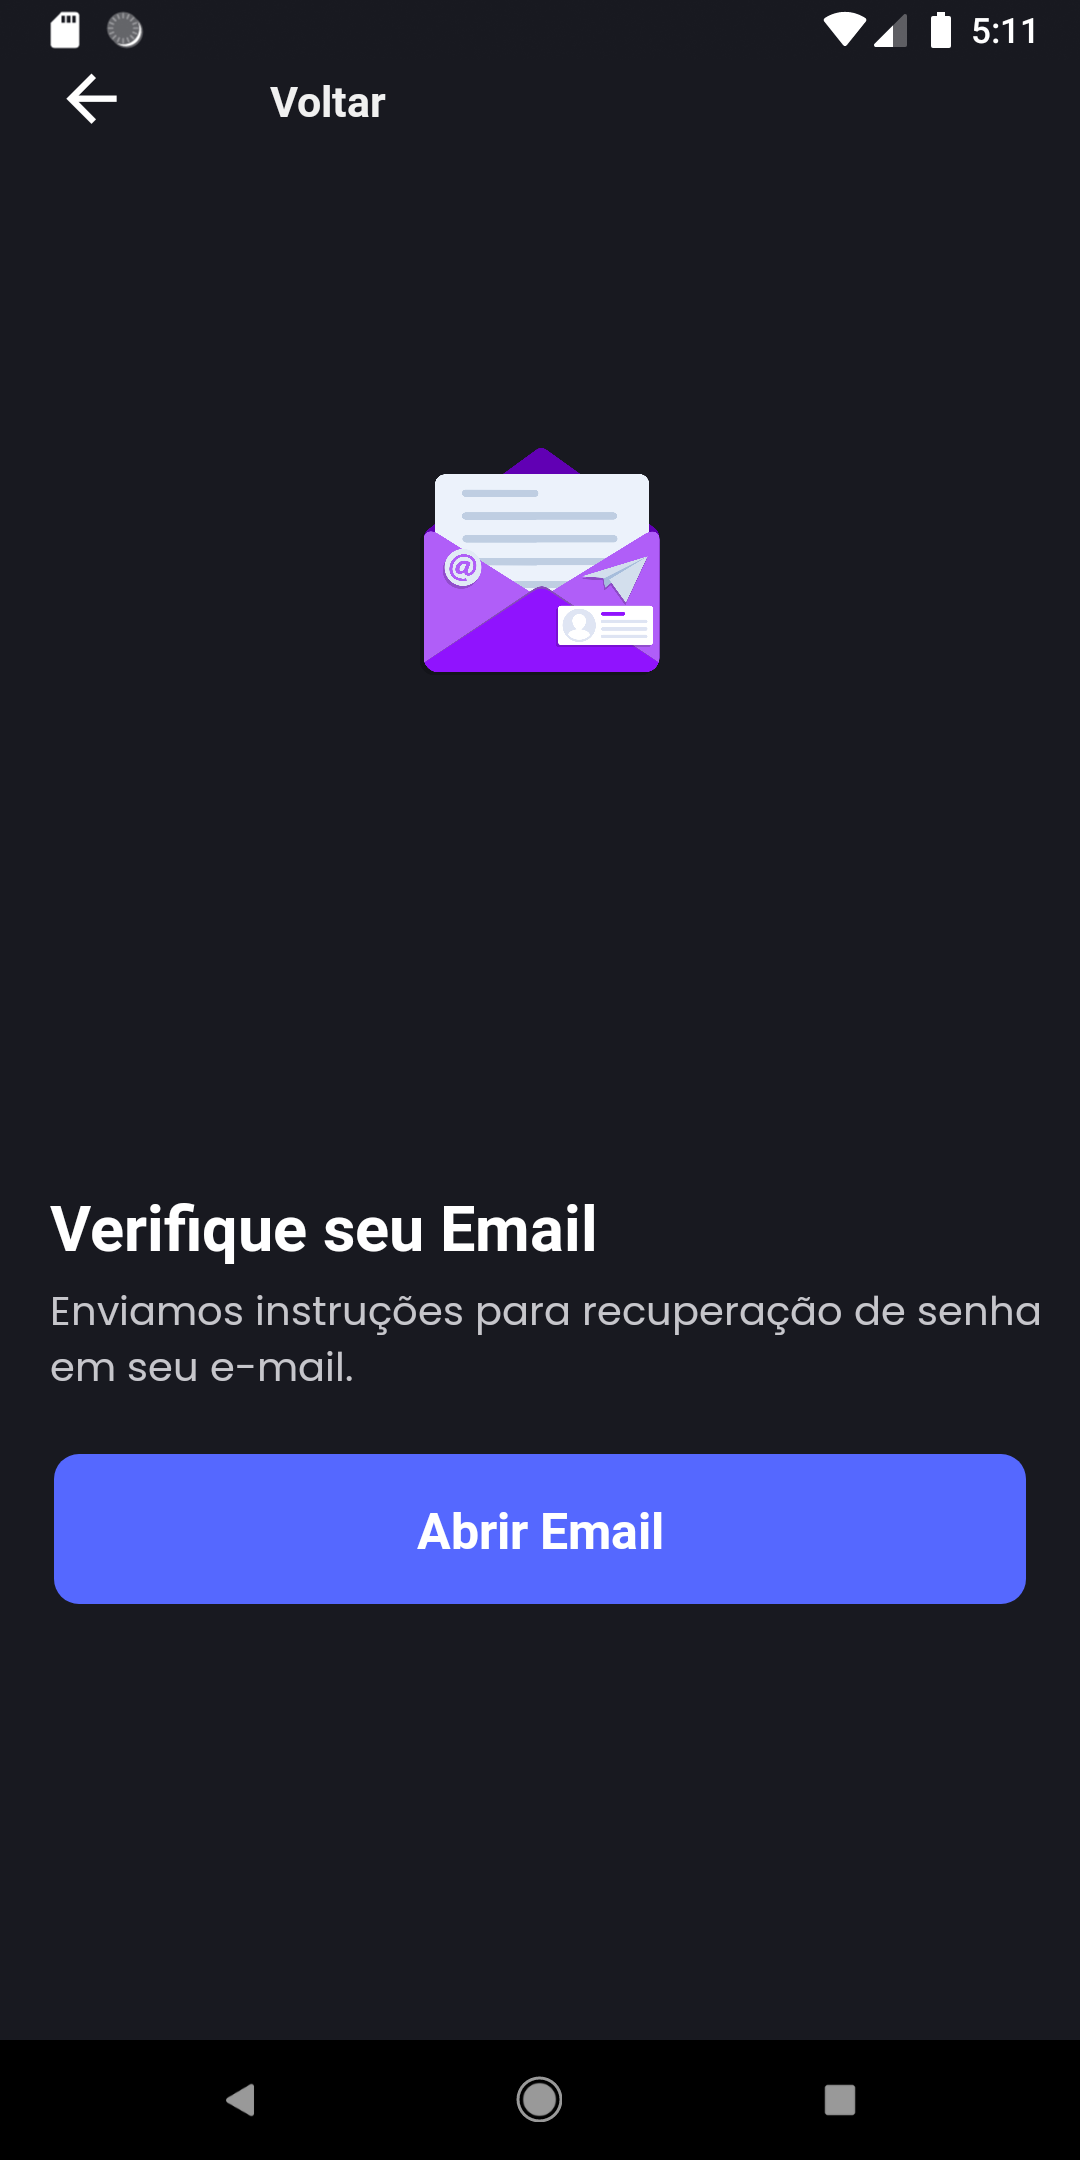 5:11
Voltar
@
Verifique seu Email
Enviamos instruções para recuperação de senha
em seu e-mail.
Abrir Email